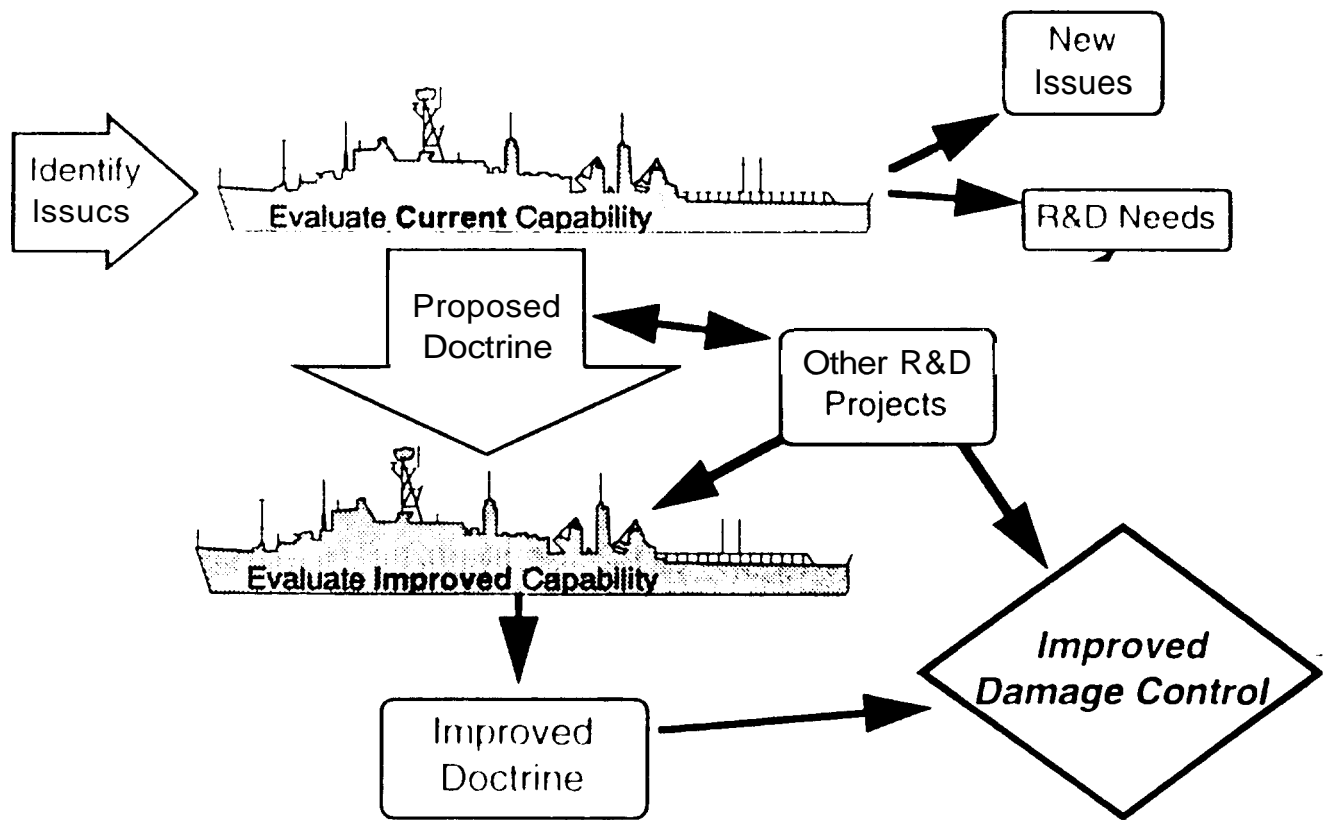 New
Issues
Identify
Issues
Evaluate Current Capability
R&D Needs
Proposed
Doctrine
Other R&D
Projects
Evaluate Improved Capability
Improved
Damage Control
Improved
Doctrine